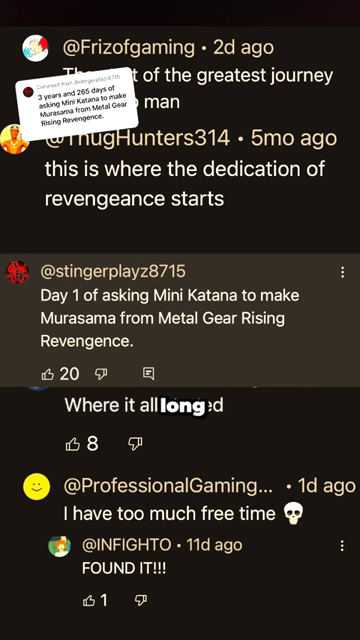 @Frizofgaming • 2d ago
of the greatest journey
man
Comment from @stingerplayz8715
3 years and 265 days of
asking Mini Katana to make
Murasama from Metal Gear
Rising Revengence.
@ThugHunters314 • 5mo ago
this is where the dedication of
revengeance starts
@stingerplayz8715
Day 1 of asking Mini Katana to make
Murasama from Metal Gear Rising
Revengence.
20
Where it all
long
8
@ProfessionalGaming... • 1d ago
I have too much free time 💀
@INFIGHTO • 11d ago
FOUND IT!!!
1